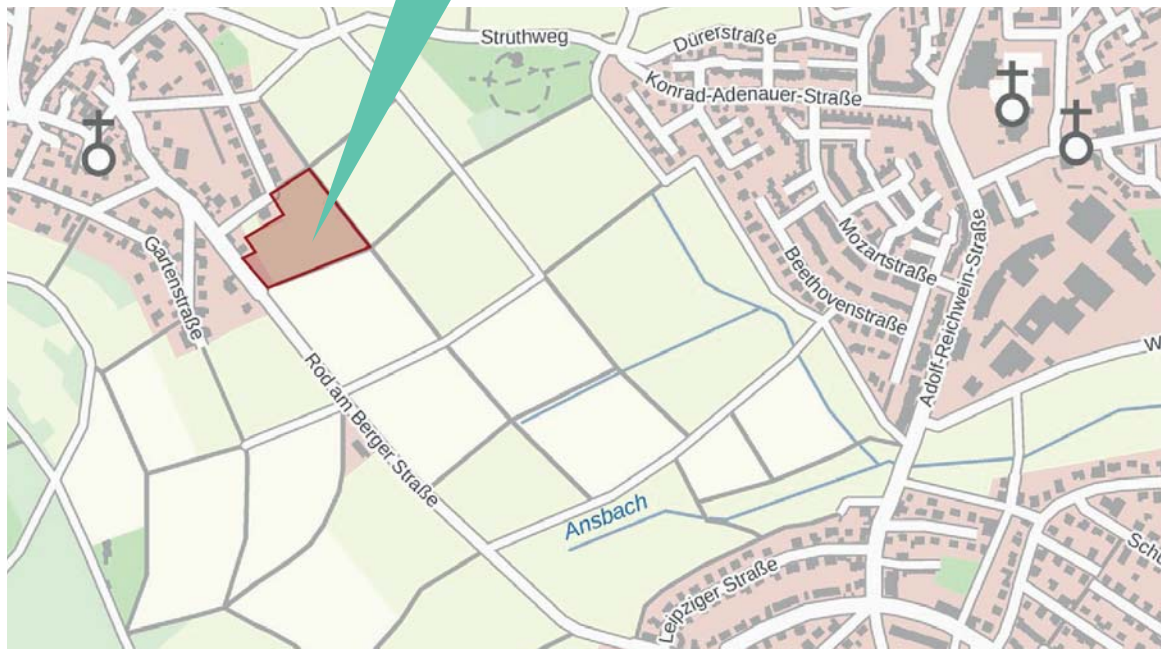 Struthweg
Dürerstraße
Konrad-Adenauer-Straße
Gartenstraße
Mozartstraße
Beethovenstraße
Adolf-Reichwein-Straße
Rod am Berger Straße
Ansbach
Leipziger Straße